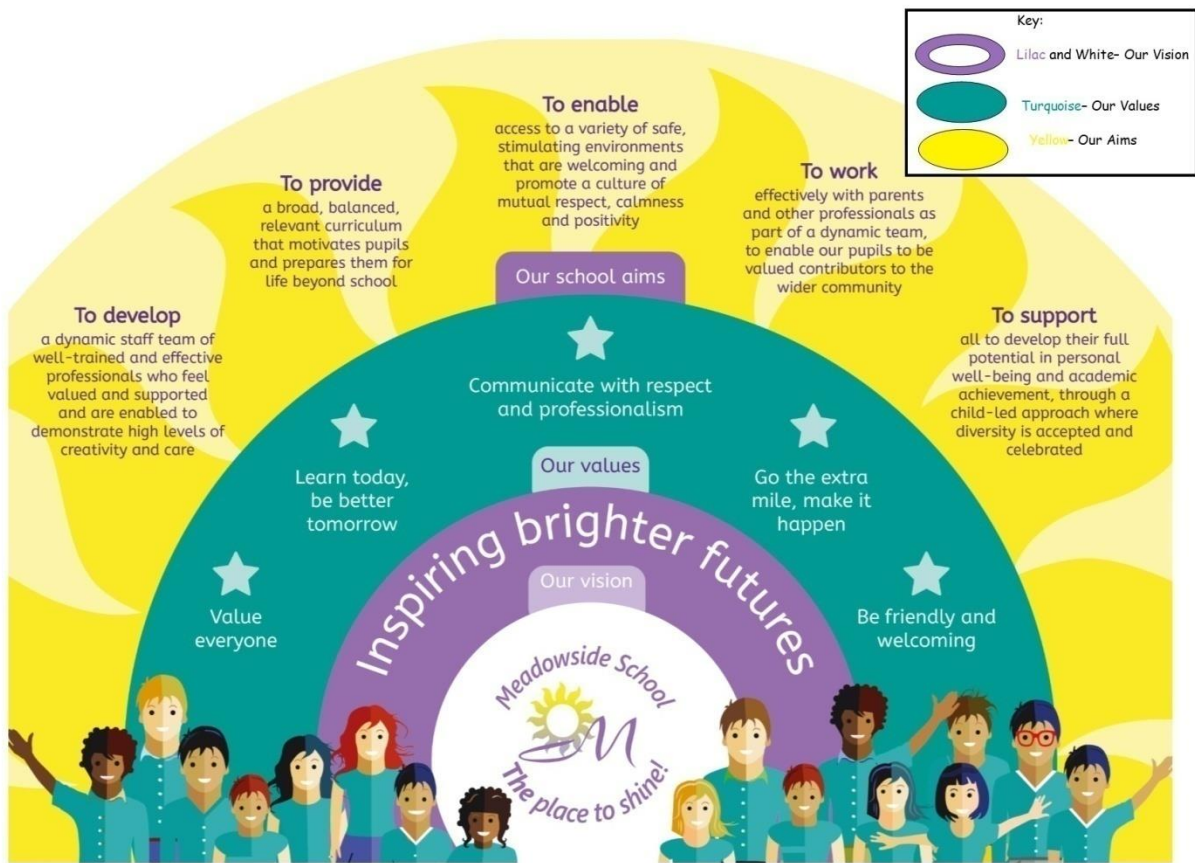 Key:
Lilac and White– Our Vision
Turquoise– Our Values
Yellow– Our Aims
To develop
a dynamic staff team of
well-trained and effective
professionals who feel
valued and supported
and are enabled to
demonstrate high levels of
creativity and care
To provide
a broad, balanced,
relevant curriculum
that motivates pupils
and prepares them for
life beyond school
To enable
access to a variety of safe,
stimulating environments
that are welcoming and
promote a culture of
mutual respect, calmness
and positivity
To work
effectively with parents
and other professionals as
part of a dynamic team,
to enable our pupils to be
valued contributors to the
wider community
To support
all to develop their full
potential in personal
well-being and academic
achievement, through a
child-led approach where
diversity is accepted and
celebrated
Our school aims
Value
everyone
Learn today,
be better
tomorrow
Communicate with respect
and professionalism
Go the extra
mile, make it
happen
Be friendly and
welcoming
Our values
Inspiring brighter futures
Our vision
Meadowside School
M
The place to shine!